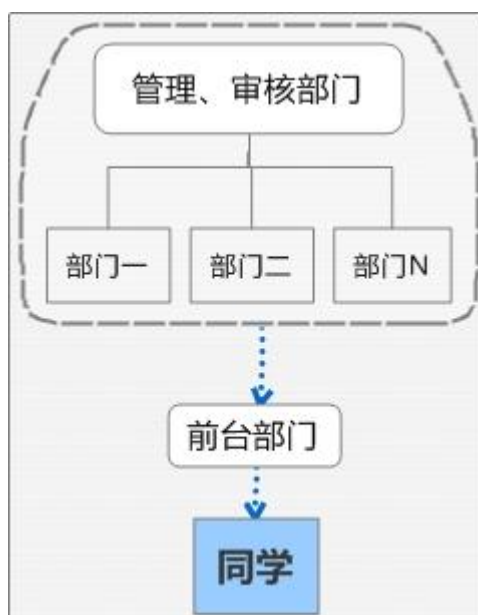 管理、审核部门
部门一
部门二
部门N
前台部门
同学